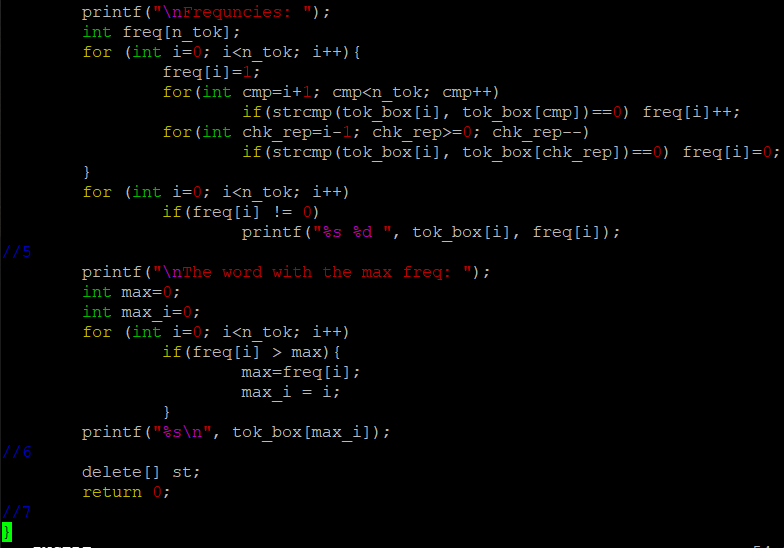 printf("\nFrequncies: ");
int freq[n_tok];
for (int i=0; i<n_tok; i++){
freq[i]=1;
for(int cmp=i+1; cmp<n_tok; cmp++)
if(strcmp(tok_box[i], tok_box[cmp])==0) freq[i]++;
for(int chk_rep=i-1; chk_rep>=0; chk_rep--)
if(strcmp(tok_box[i], tok_box[chk_rep])==0) freq[i]=0;
}
for (int i=0; i<n_tok; i++)
if(freq[i] != 0)
printf("%s %d ", tok_box[i], freq[i]);
//5
printf("\nThe word with the max freq: ");
int max=0;
int max_i=0;
for (int i=0; i<n_tok; i++)
if(freq[i] > max){
max=freq[i];
max_i = i;
}
printf("%s\n", tok_box[max_i]);
//6
delete[] st;
return 0;
//7
}